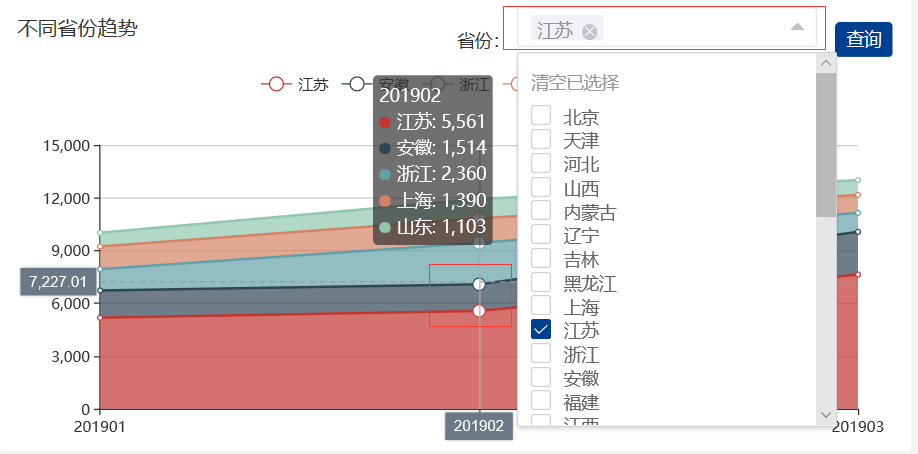 不同省份趋势
省份:
江苏
查询
江苏
安徽
浙江
201902
江苏: 5,561
安徽: 1,514
浙江: 2,360
上海: 1,390
山东: 1,103
15,000
12,000
9,000
7,227.01
6,000
3,000
0
201901
201902
201903
清空已选择
北京
天津
河北
山西
内蒙古
辽宁
吉林
黑龙江
上海
江苏
浙江
安徽
福建
江西